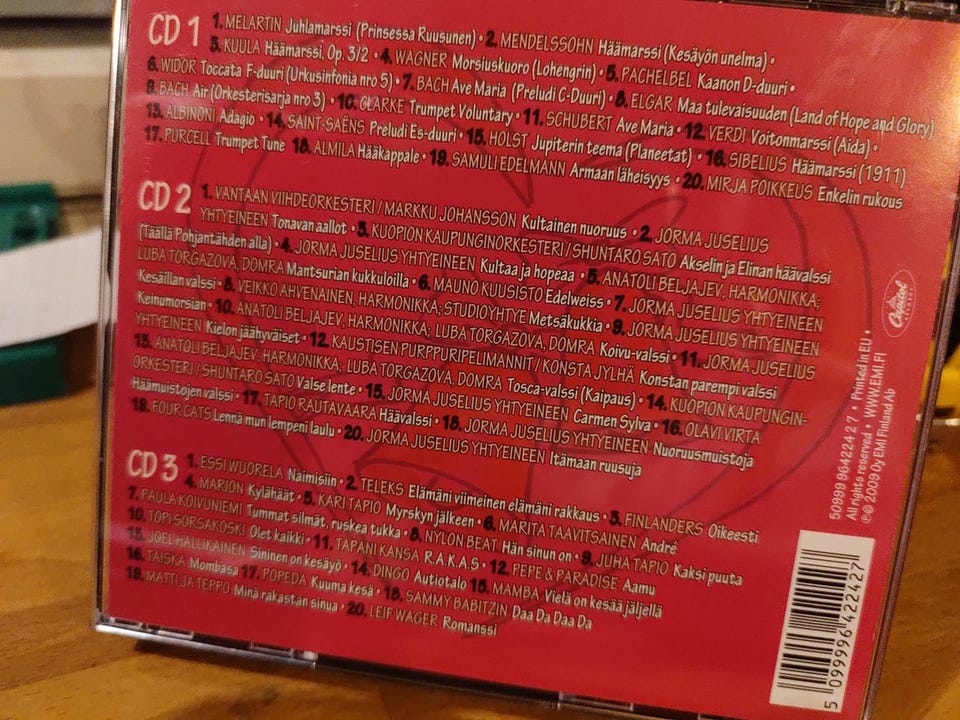 CD 1 1. MELARTIN Juhlamarssi (Prinsessa Ruusunen) • 2. MENDELSSOHN Häämarssi (Kesäyön unelma) •
3. KUULA Häämarssi, Op. 3/2 • 4. WAGNER Morsiuskuoro (Lohengrin) • 5. PACHELBEL Kaanon D-duuri •
6. WIDOR Toccata F-duuri (Urkusinfonia nro 5) • 7. BACH Ave Maria (Preludi C-Duuri) • 8. ELGAR Maa tulevaisuuden (Land of Hope and Glory)
9. BACH Air (Orkesterisarja nro 3) • 10. CLARKE Trumpet Voluntary • 11. SCHUBERT Ave Maria • 12. VERDI Voitonmarssi (Aida) •
13. ALBINONI Adagio • 14. SAINT-SAËNS Preludi Es-duuri • 15. HOLST Jupiterin teema (Planeetat) • 16. SIBELIUS Häämarssi (1911)
17. PURCELL Trumpet Tune 18. ALMILA Hääkappale • 19. SAMULI EDELMANN Armaan läheisyys • 20. MIRJA POIKKEUS Enkelin rukous
CD 2 1. VANTAAN VIIHDEORKESTERI / MARKKU JOHANSSON Kultainen nuoruus • 2. JORMA JUSELIUS
YHTYEINEEN Tonavan aallot • 3. KUOPION KAUPUNGINORKESTERI / SHUNTARO SATO Akselin ja Elinan häävalssi
(Täällä Pohjantähden alla) • 4. JORMA JUSELIUS YHTYEINEEN Kultaa ja hopeaa • 5. ANATOLI BELJAJEV, HARMONIKKA;
LUBA TORGAZOVA, DOMRA Mantsurian kukkuloilla • 6. MAUNO KUUSISTO Edelweiss • 7. JORMA JUSELIUS YHTYEINEEN
Kesäillan valssi • 8. VEIKKO AHVENAINEN, HARMONIKKA; STUDIOYHTYE Metsäkukkia • 9. JORMA JUSELIUS YHTYEINEEN
Keinumorsian • 10. ANATOLI BELJAJEV, HARMONIKKA; LUBA TORGAZOVA, DOMRA Koivu-valssi • 11. JORMA JUSELIUS
YHTYEINEEN Kielon jäähyväiset • 12. KAUSTISEN PURPPURIPELIMANNIT / KONSTA JYLHÄ Konstan parempi valssi
13. ANATOLI BELJAJEV, HARMONIKKA; LUBA TORGAZOVA, DOMRA Tosca-valssi (Kaipaus) • 14. KUOPION KAUPUNGIN-
ORKESTERI / SHUNTARO SATO Valse lente • 15. JORMA JUSELIUS YHTYEINEEN Carmen Sylva • 16. OLAVI VIRTA
Häämuistojen valssi • 17. TAPIO RAUTAVAARA Häävalssi • 18. JORMA JUSELIUS YHTYEINEEN Nuoruusmuistoja
19. FOUR CATS Lennä mun lempeni laulu • 20. JORMA JUSELIUS YHTYEINEEN Itämaan ruusuja
CD 3 1. ESSI WUORELA Naimisiin • 2. TELEKS Elämäni viimeinen elämäni rakkaus • 3. FINLANDERS Oikeesti
4. MARION Kylähäät • 5. KARI TAPIO Myrskyn jälkeen • 6. MARITA TAAVITSAINEN André
7. PAULA KOIVUNIEMI Tummat silmät, ruskea tukka • 8. NYLON BEAT Hän sinun on • 9. JUHA TAPIO Kaksi puuta
10. TOPI SORSAKOSKI Olet kaikki • 11. TAPANI KANSA R.A.K.A.S • 12. PEPE & PARADISE Aamu
13. JOEL HALLIKAINEN Sininen on kesäyö • 14. DINGO Autiotalo • 15. MAMBA Vielä on kesää jäljellä
16. TAISKA Mombasa 17. POPEDA Kuuma kesä • 18. SAMMY BABITZIN Daa Da Daa Da
19. MATTI JA TEPPO Minä rakastan sinua • 20. LEIF WAGER Romanssi
Capitol
5099996422427 • Printed in EU •
All rights reserved • WWW.EMI.FI
℗ © 2009 Oy EMI Finland Ab
5 099996 422427